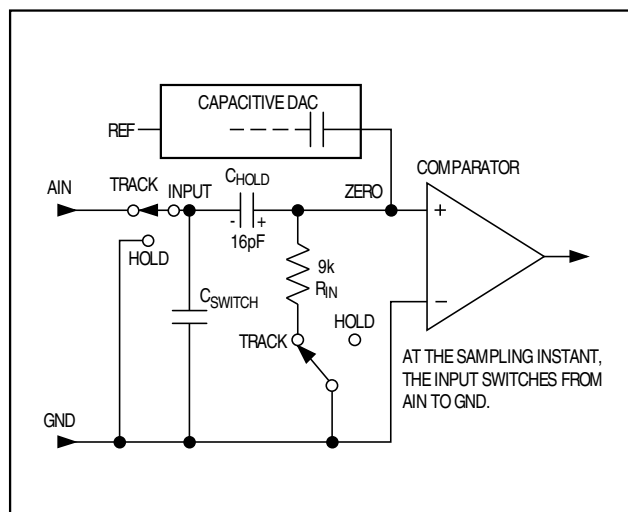 CAPACITIVE DAC
REF
COMPARATOR
AIN
TRACK
INPUT
CHOLD
ZERO
+
- +
16pF
HOLD
9k
RIN
CSWITCH
HOLD
−
TRACK
AT THE SAMPLING INSTANT,
THE INPUT SWITCHES FROM
AIN TO GND.
GND